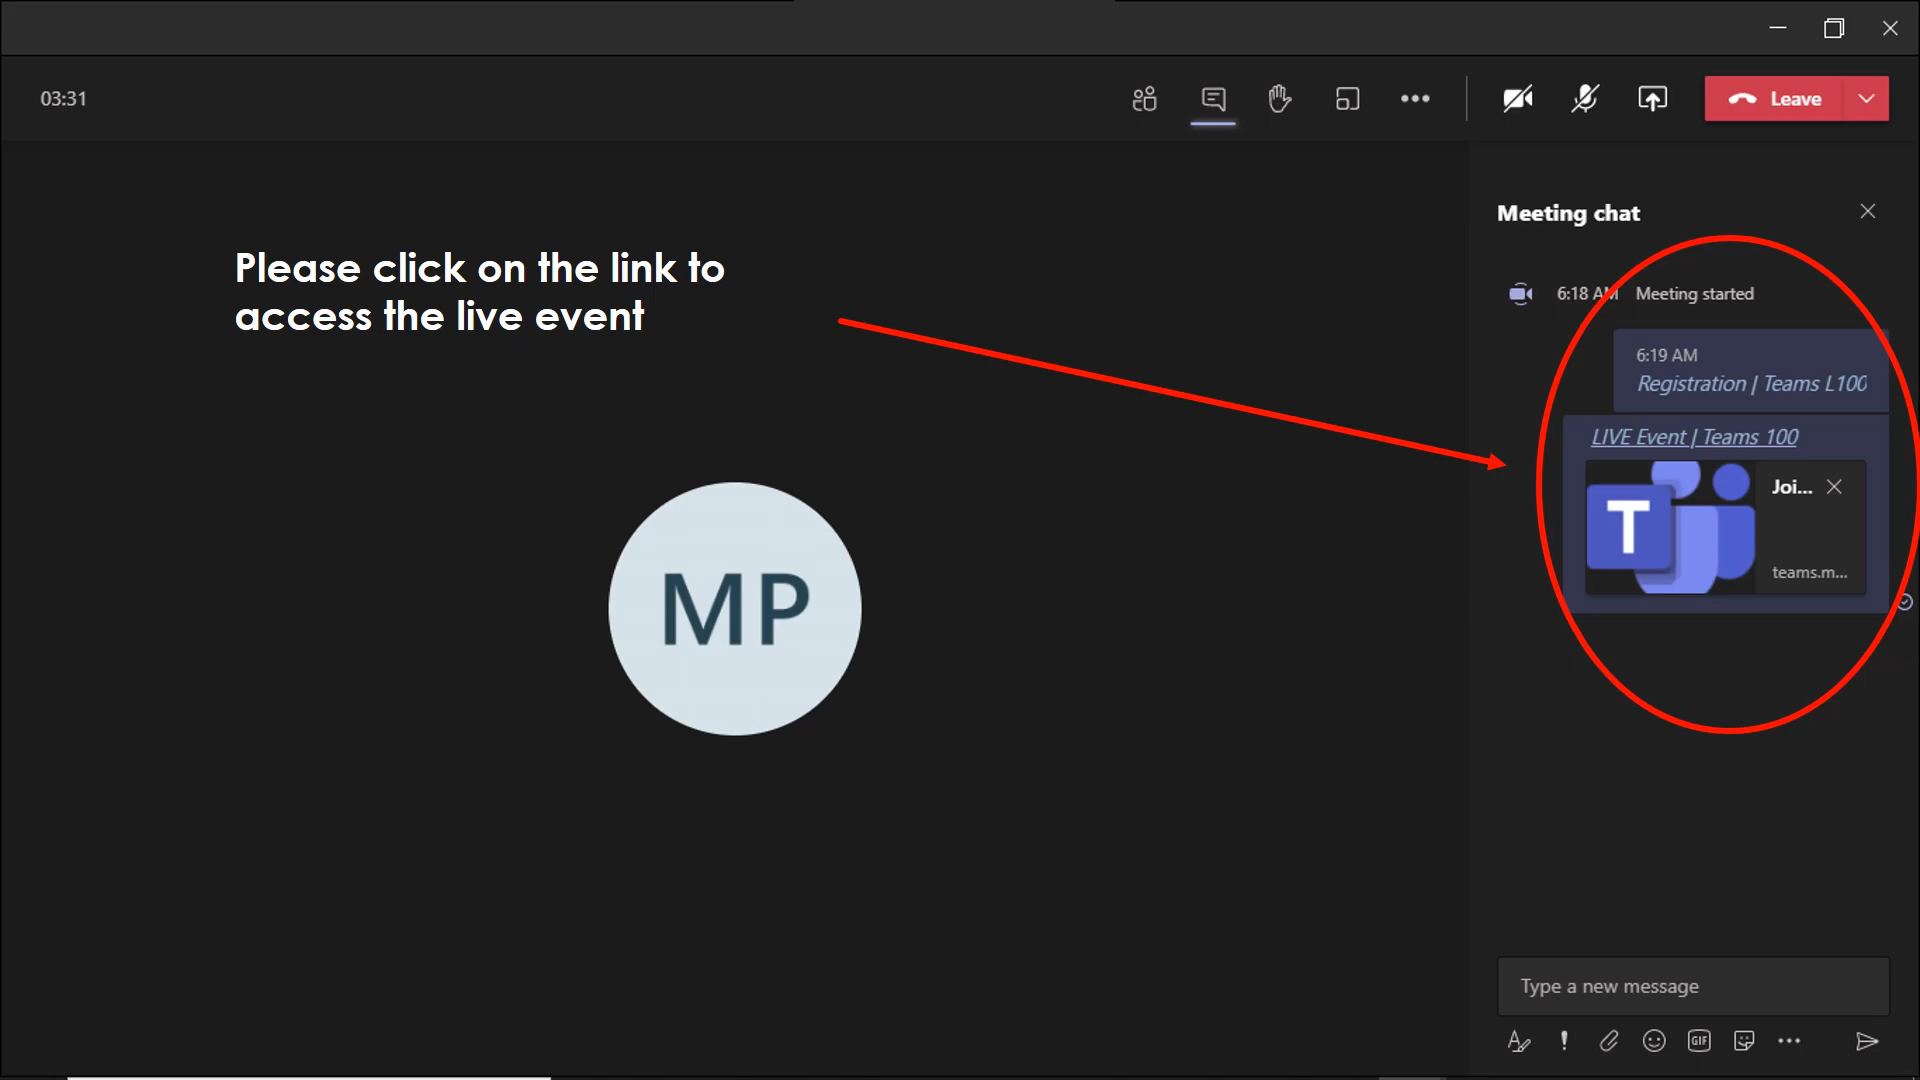 03:31
Leave
Please click on the link to
access the live event
MP
Meeting chat
6:18 AM Meeting started
6:19 AM
Registration | Teams L100
LIVE Event | Teams 100
T
Joi...
teams.m...
Type a new message
GIF